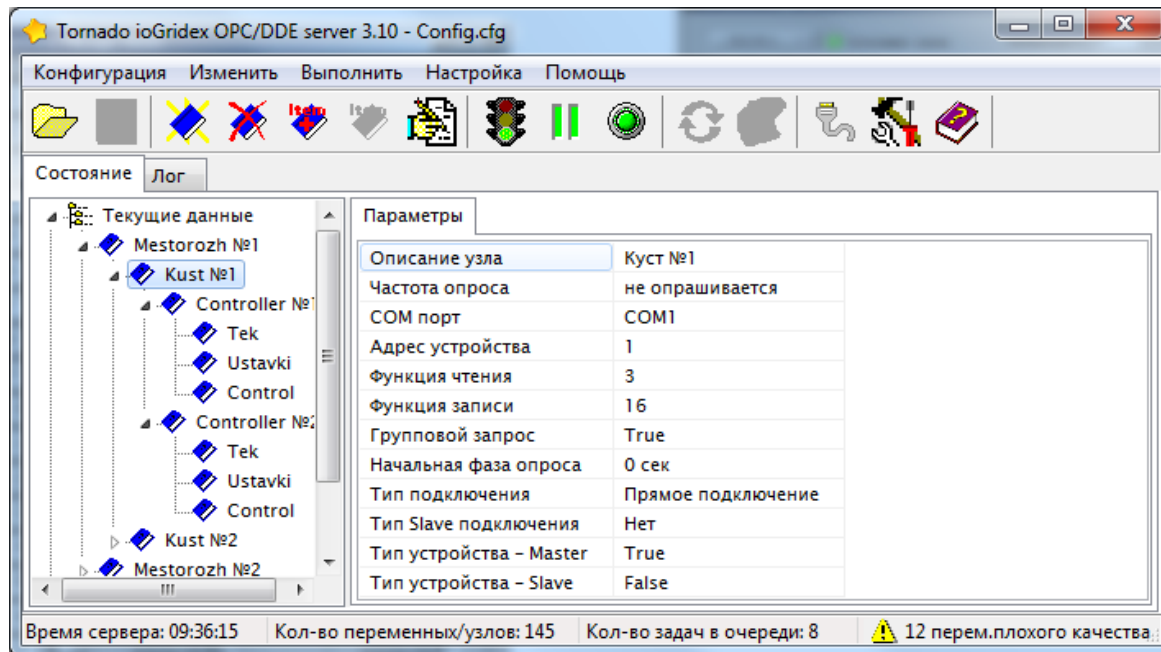 Tornado ioGridex OPC/DDE server 3.10 - Config.cfg
Конфигурация Изменить Выполнить Настройка Помощь
Item Item
Состояние Лог
Текущие данные
Mestorozh №1
Kust №1
Controller №1
Tek
Ustavki
Control
Controller №2
Tek
Ustavki
Control
Kust №2
Mestorozh №2
Параметры
Описание узла Куст №1
Частота опроса не опрашивается
COM порт COM1
Адрес устройства 1
Функция чтения 3
Функция записи 16
Групповой запрос True
Начальная фаза опроса 0 сек
Тип подключения Прямое подключение
Тип Slave подключения Нет
Тип устройства - Master True
Тип устройства - Slave False
Время сервера: 09:36:15 Кол-во переменных/узлов: 145 Кол-во задач в очереди: 8 12 перем.плохого качества